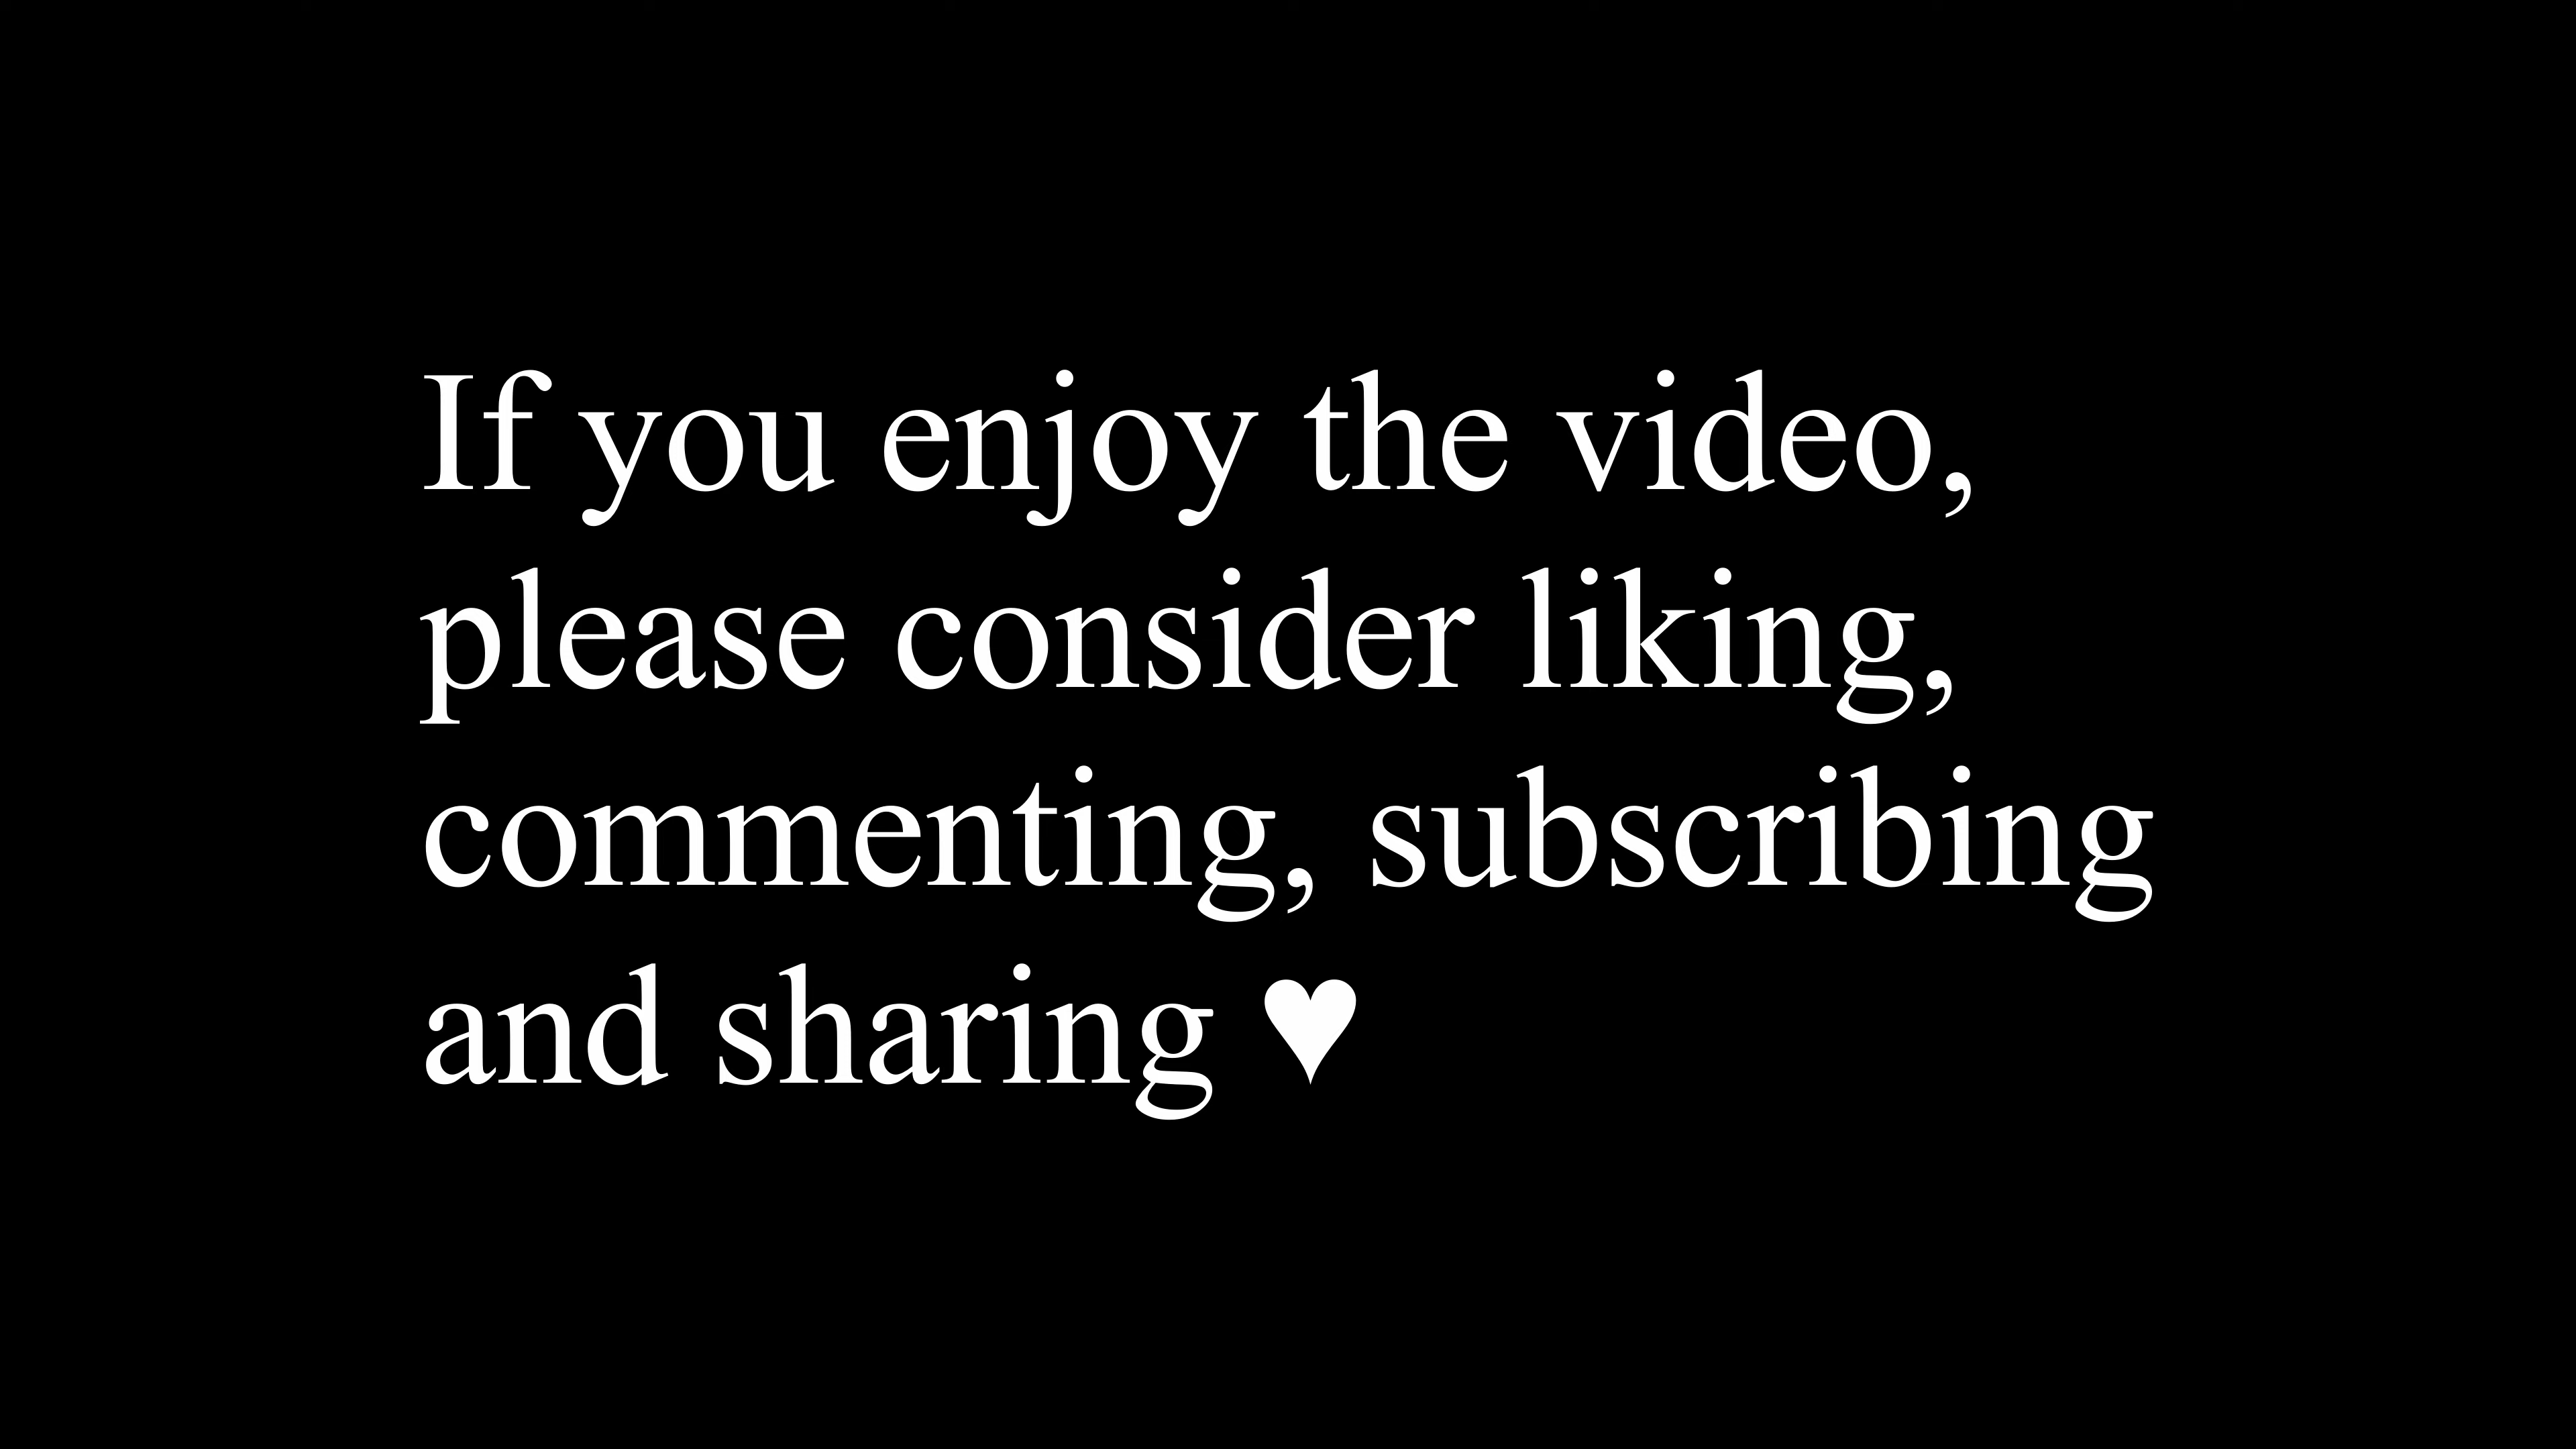 If you enjoy the video,
please consider liking,
commenting, subscribing
and sharing ♥